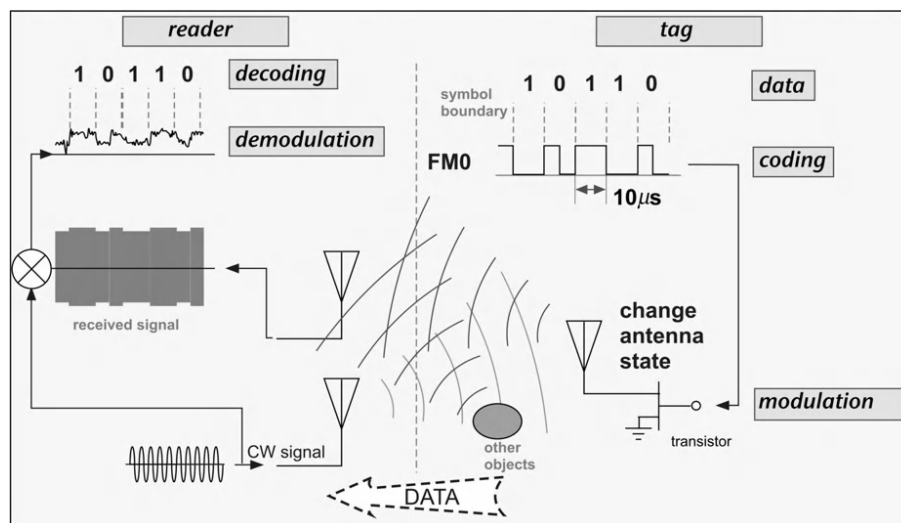 reader
tag
1 0 1 1 0
decoding
1 0 1 1 0
data
symbol
boundary
demodulation
FM0
coding
10μs
received signal
change
antenna
state
modulation
CW signal
transistor
other
objects
DATA